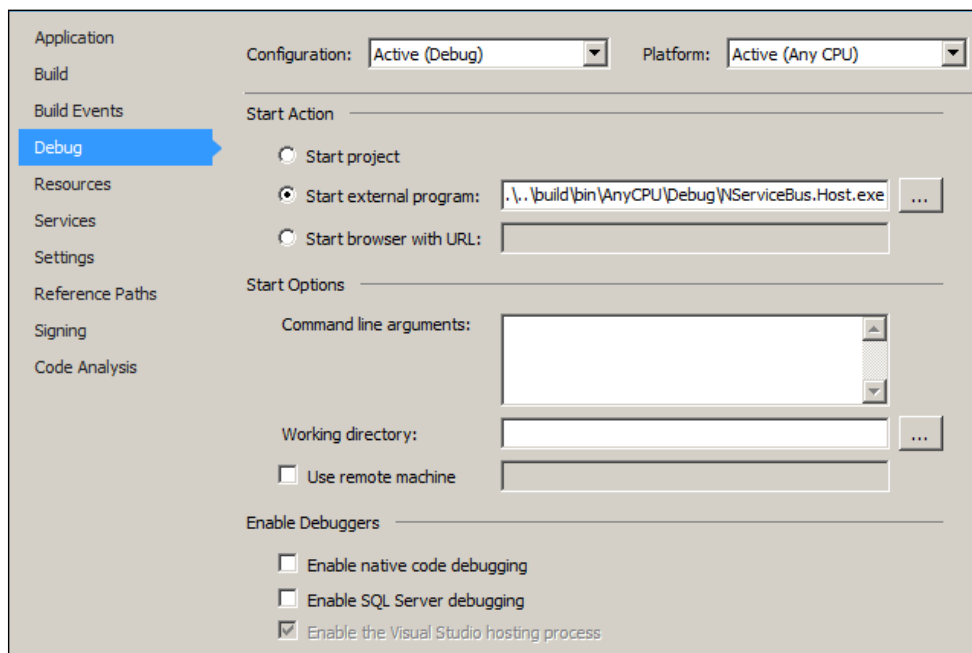 Application
Build
Build Events
Debug
Resources
Services
Settings
Reference Paths
Signing
Code Analysis
Configuration: Active (Debug) Platform: Active (Any CPU)
Start Action
Start project
Start external program: .\..\build\bin\AnyCPU\Debug\NServiceBus.Host.exe ...
Start browser with URL:
Start Options
Command line arguments:
Working directory: ...
Use remote machine
Enable Debuggers
Enable native code debugging
Enable SQL Server debugging
Enable the Visual Studio hosting process